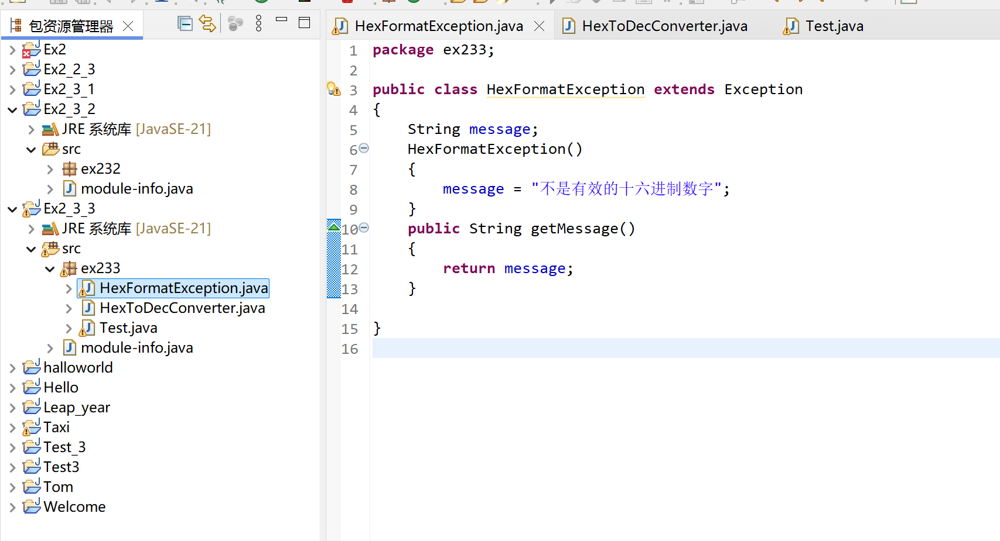 包资源管理器
Ex2
Ex2_2_3
Ex2_3_1
Ex2_3_2
JRE 系统库 [JavaSE-21]
src
ex232
module-info.java
Ex2_3_3
JRE 系统库 [JavaSE-21]
src
ex233
HexFormatException.java
HexToDecConverter.java
Test.java
module-info.java
halloworld
Hello
Leap_year
Taxi
Test_3
Test3
Tom
Welcome
HexFormatException.java HexToDecConverter.java Test.java
1 package ex233;
2
3 public class HexFormatException extends Exception
4 {
5 String message;
6 HexFormatException()
7 {
8 message = "不是有效的十六进制数字";
9 }
10 public String getMessage()
11 {
12 return message;
13 }
14
15 }
16